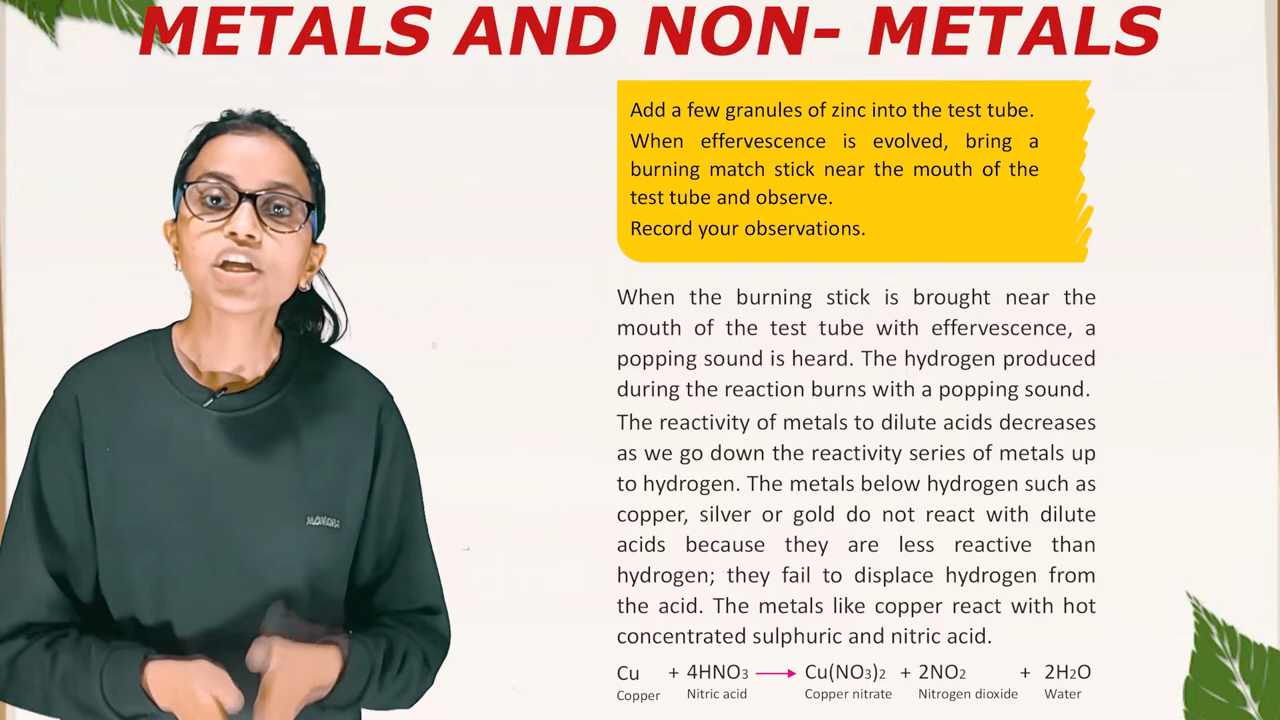 METALS AND NON- METALS
Add a few granules of zinc into the test tube.
When effervescence is evolved, bring a
burning match stick near the mouth of the
test tube and observe.
Record your observations.
When the burning stick is brought near the
mouth of the test tube with effervescence, a
popping sound is heard. The hydrogen produced
during the reaction burns with a popping sound.
The reactivity of metals to dilute acids decreases
as we go down the reactivity series of metals up
to hydrogen. The metals below hydrogen such as
copper, silver or gold do not react with dilute
acids because they are less reactive than
hydrogen; they fail to displace hydrogen from
the acid. The metals like copper react with hot
concentrated sulphuric and nitric acid.
Cu + 4HNO3 ⟶ Cu(NO3)2 + 2NO2 + 2H2O
Copper Nitric acid Copper nitrate Nitrogen dioxide Water